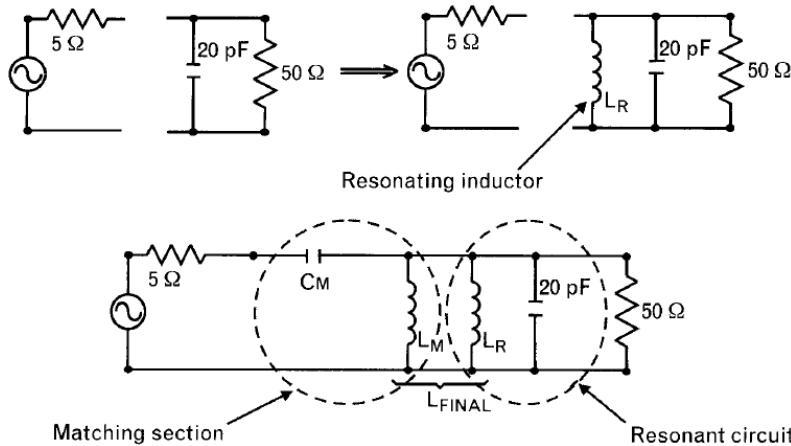 5 Ω
20 pF
50 Ω
5 Ω
L_R
20 pF
50 Ω
Resonating inductor
5 Ω
C_M
L_M
L_R
20 pF
50 Ω
L_FINAL
Matching section
Resonant circuit